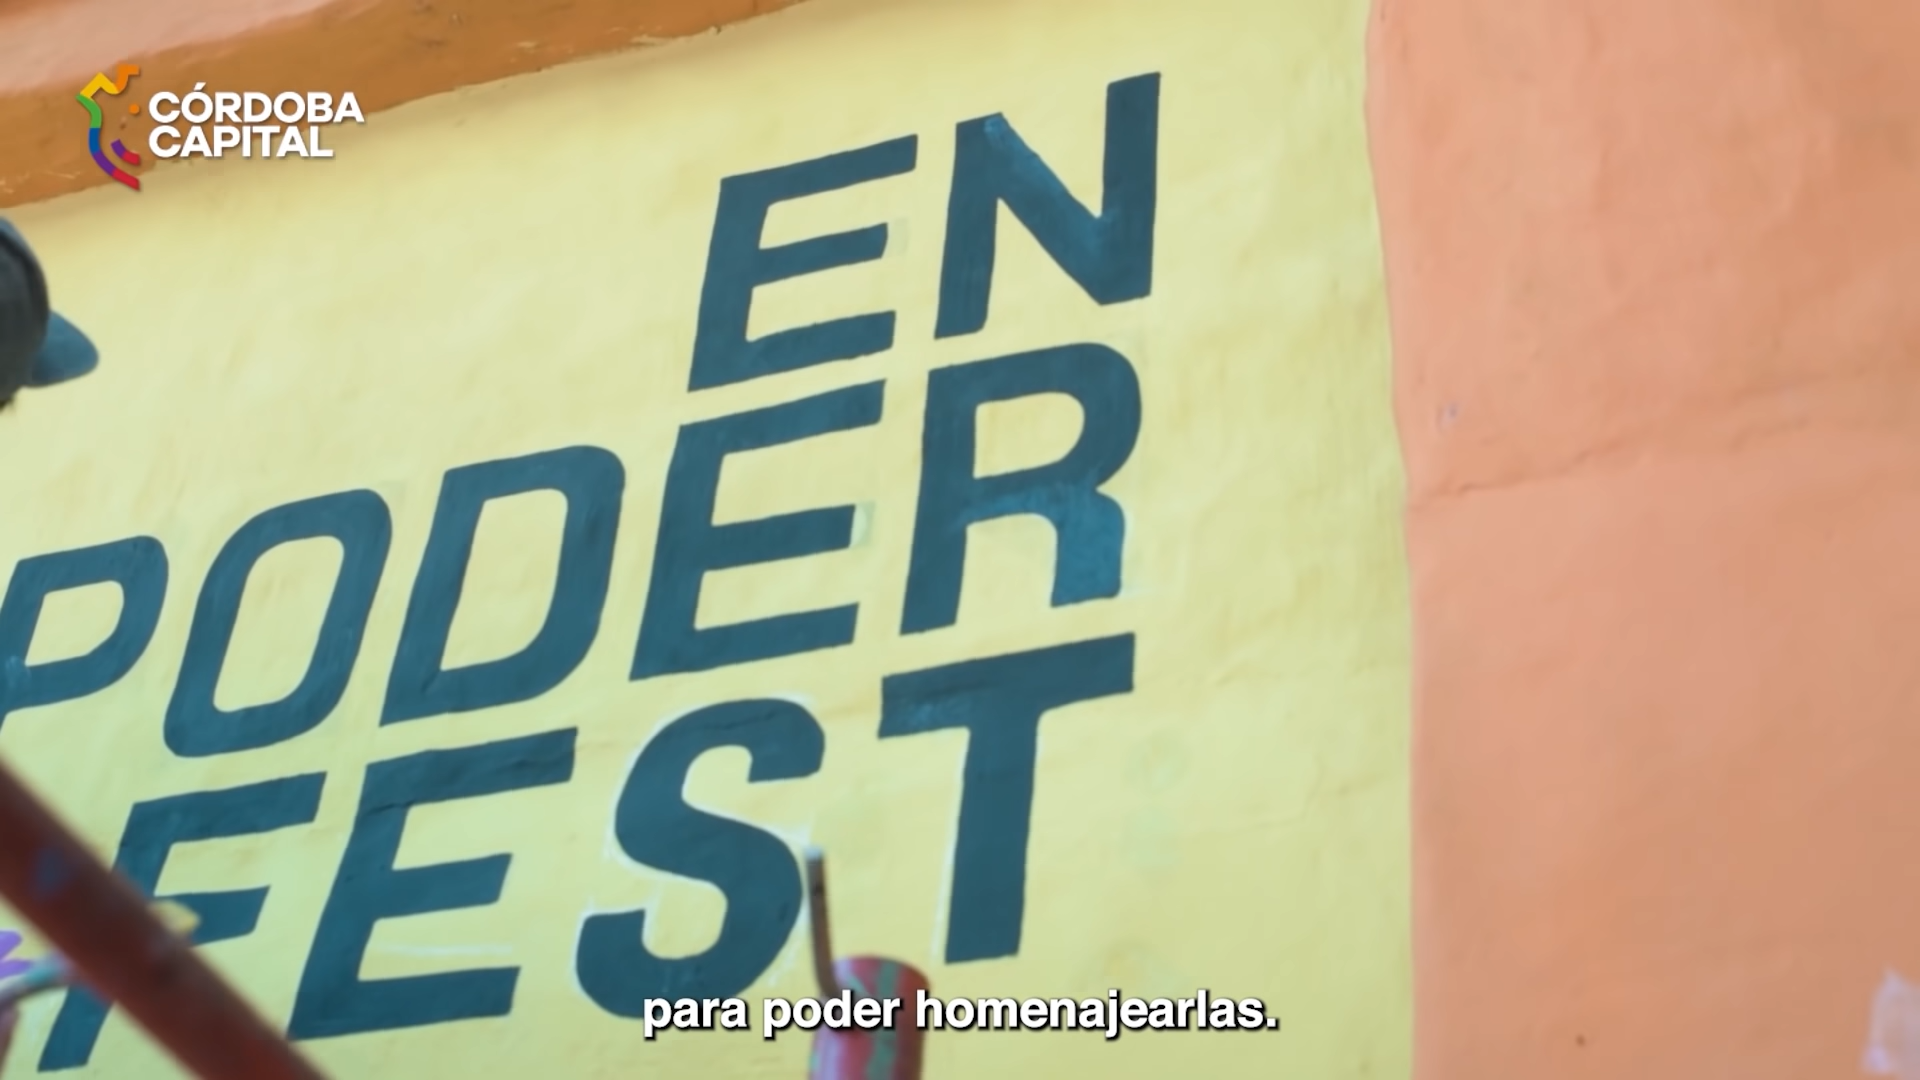 CÓRDOBA
CAPITAL
EN
PODER
FEST
para poder homenajearlas.